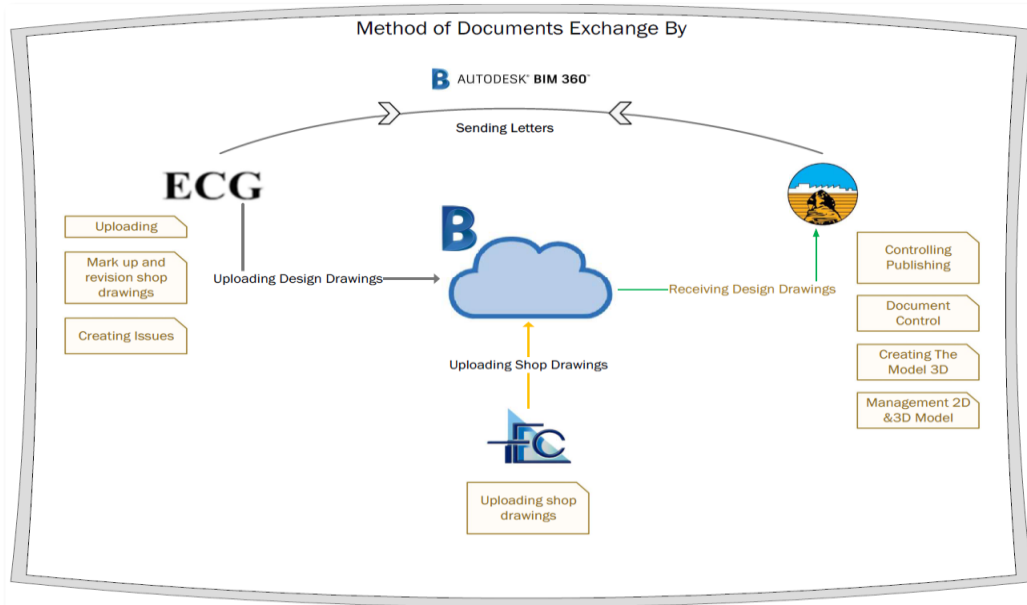 Method of Documents Exchange By
B AUTODESK® BIM 360™
Sending Letters
ECG
Uploading
Mark up and
revision shop
drawings
Creating Issues
Uploading Design Drawings
B
Receiving Design Drawings
Controlling
Publishing
Document
Control
Creating The
Model 3D
Management 2D
&3D Model
Uploading Shop Drawings
Uploading shop
drawings